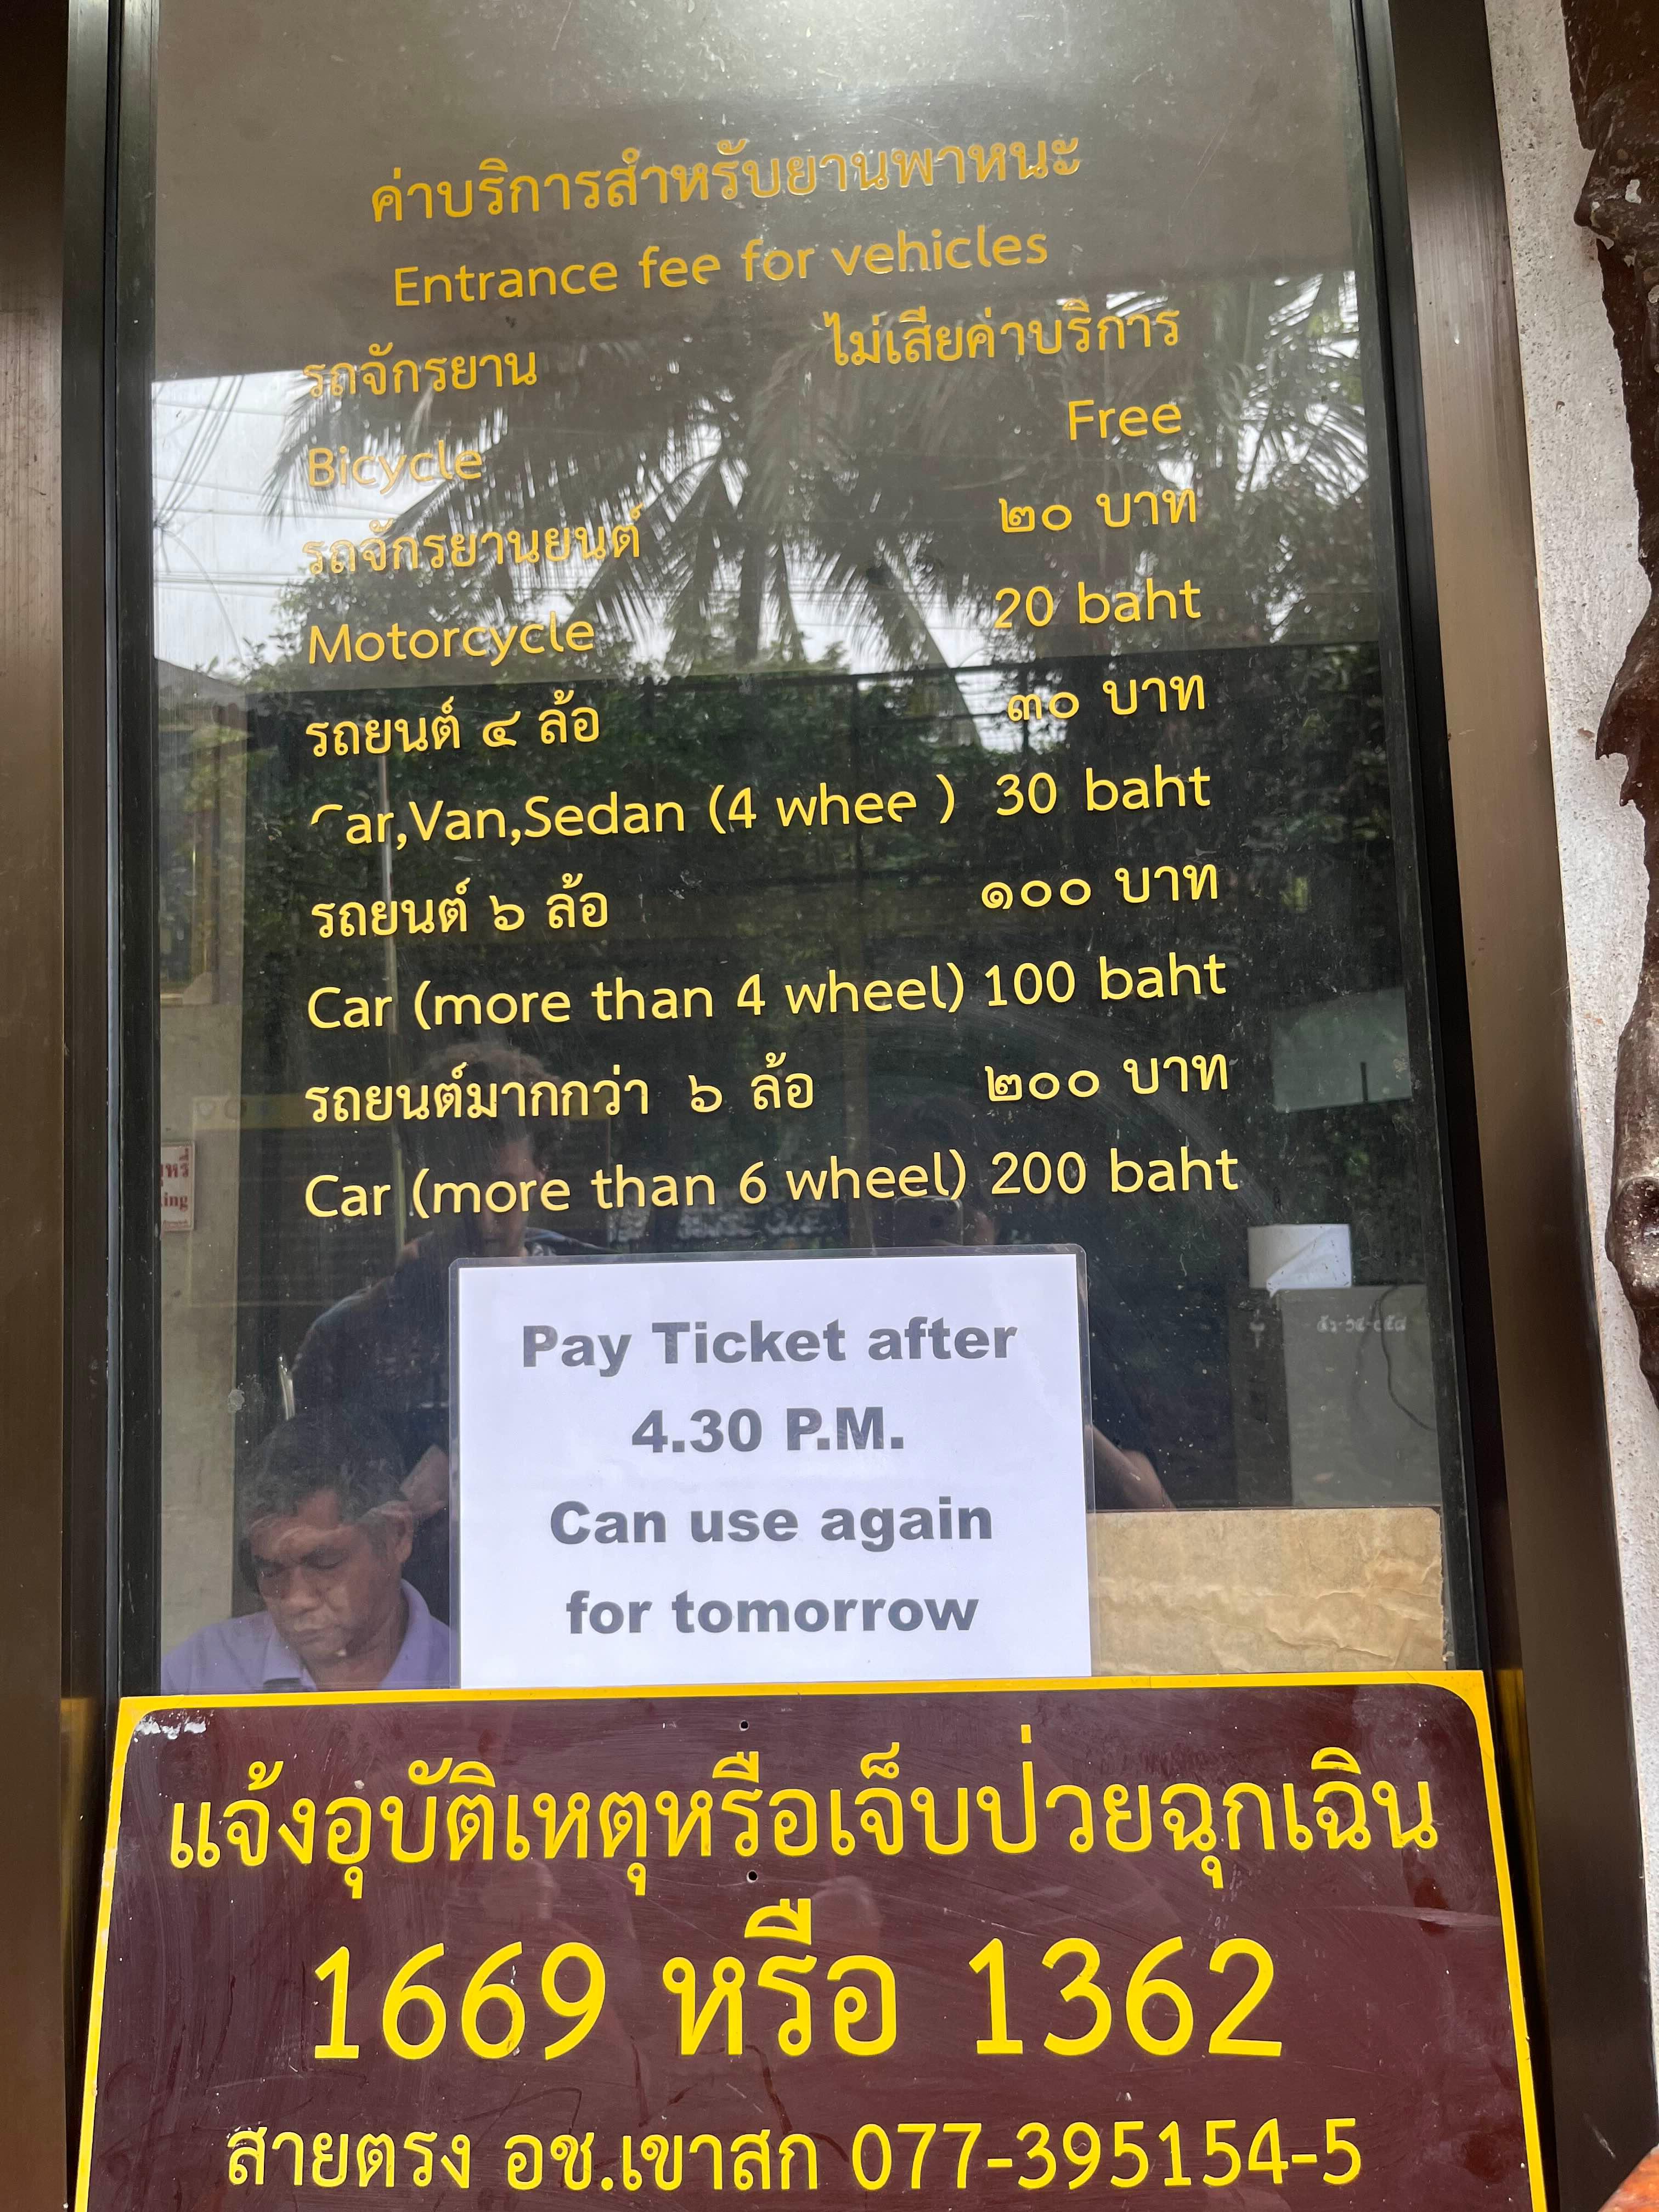 ค่าบริการสำหรับยานพาหนะ
Entrance fee for vehicles
รถจักรยาน ไม่เสียค่าบริการ
Bicycle Free
รถจักรยานยนต์ ๒๐ บาท
Motorcycle 20 baht
รถยนต์ ๔ ล้อ ๓๐ บาท
Car,Van,Sedan (4 whee ) 30 baht
รถยนต์ ๖ ล้อ ๑๐๐ บาท
Car (more than 4 wheel) 100 baht
รถยนต์มากกว่า ๖ ล้อ ๒๐๐ บาท
Car (more than 6 wheel) 200 baht
Pay Ticket after
4.30 P.M.
Can use again
for tomorrow
แจ้งอุบัติเหตุหรือเจ็บป่วยฉุกเฉิน
1669 หรือ 1362
สายตรง อช.เขาสก 077-395154-5